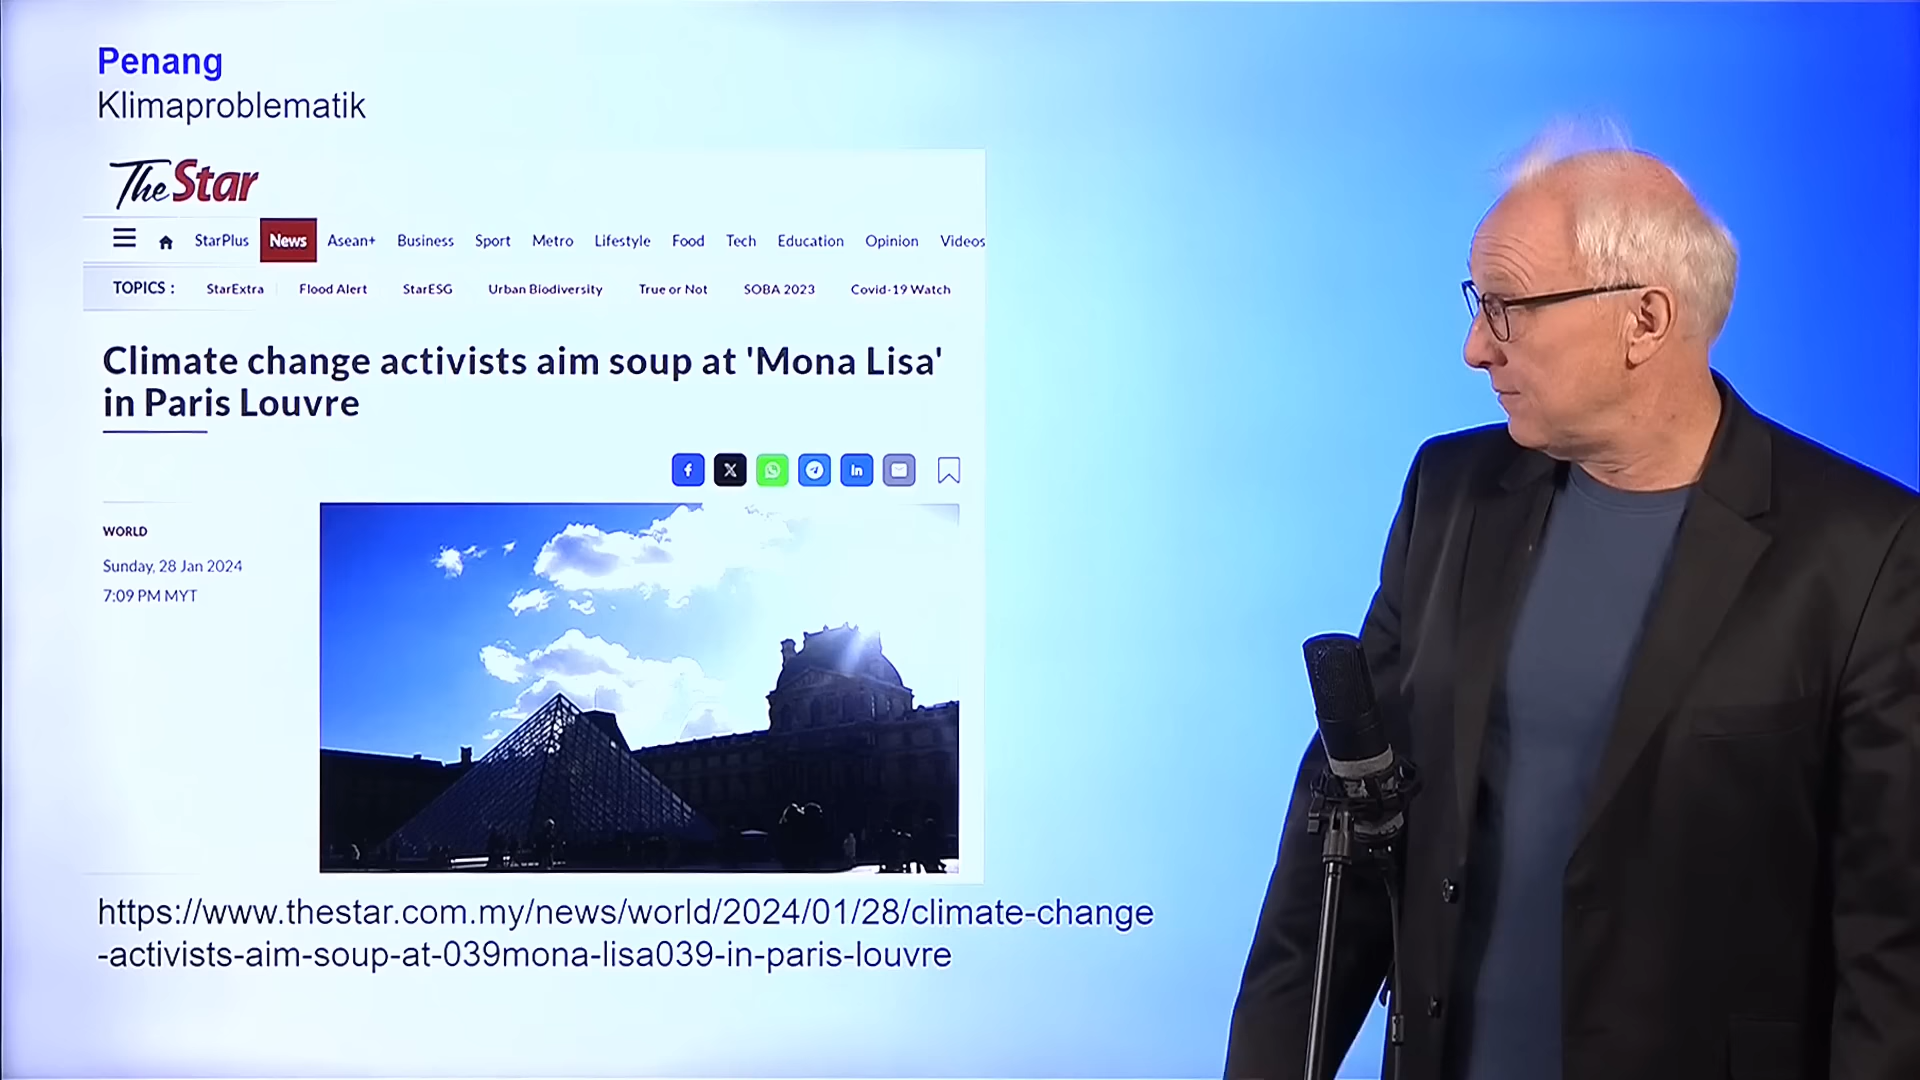 Penang
Klimaproblematik
The Star
StarPlus News Asean+ Business Sport Metro Lifestyle Food Tech Education Opinion Videos
TOPICS : StarExtra Flood Alert StarESG Urban Biodiversity True or Not SOBA 2023 Covid-19 Watch
Climate change activists aim soup at 'Mona Lisa'
in Paris Louvre
WORLD
Sunday, 28 Jan 2024
7:09 PM MYT
https://www.thestar.com.my/news/world/2024/01/28/climate-change
-activists-aim-soup-at-039mona-lisa039-in-paris-louvre